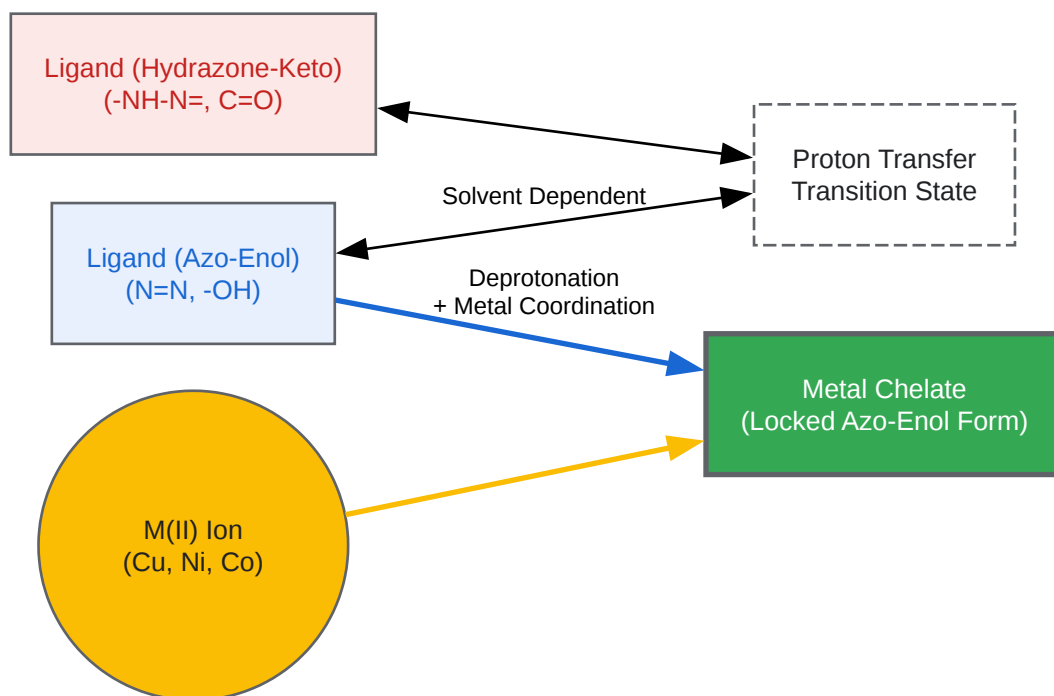 Ligand (Hydrazone-Keto)
(-NH-N=, C=O)
Proton Transfer
Transition State
Solvent Dependent
Ligand (Azo-Enol)
(N=N, -OH)
Deprotonation
+ Metal Coordination
Metal Chelate
(Locked Azo-Enol Form)
M(II) Ion
(Cu, Ni, Co)